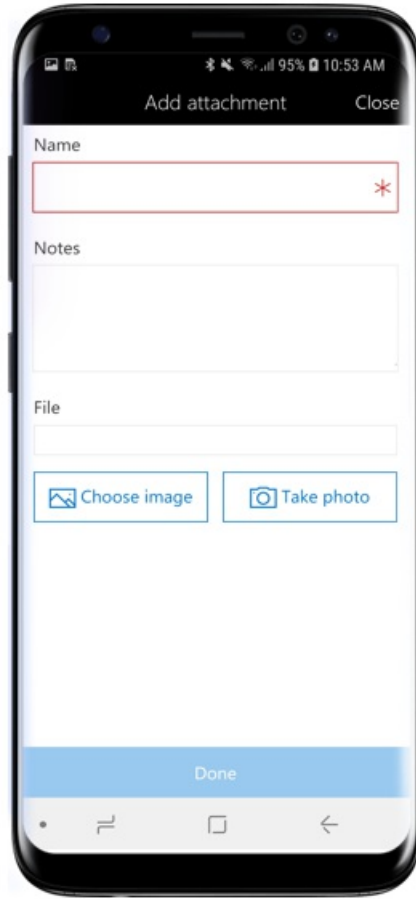 95% 10:53 AM
Add attachment Close
Name
*
Notes
File
Choose image Take photo
Done